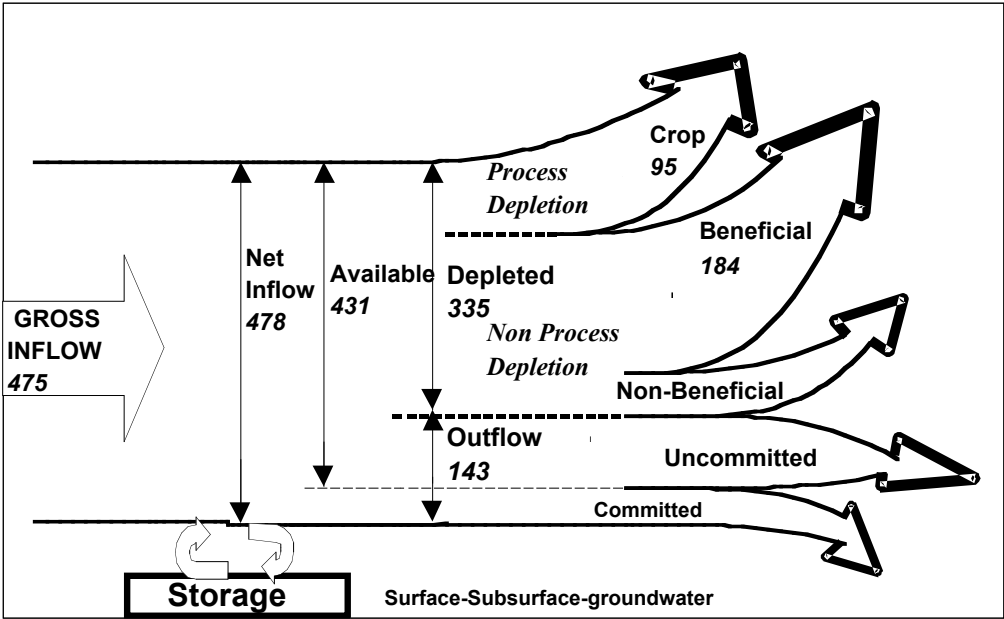 GROSS
INFLOW
475
Net
Inflow
478
Available
431
Depleted
335
Process
Depletion
Crop
95
Beneficial
184
Non Process
Depletion
Non-Beneficial
Outflow
143
Uncommitted
Committed
Storage
Surface-Subsurface-groundwater